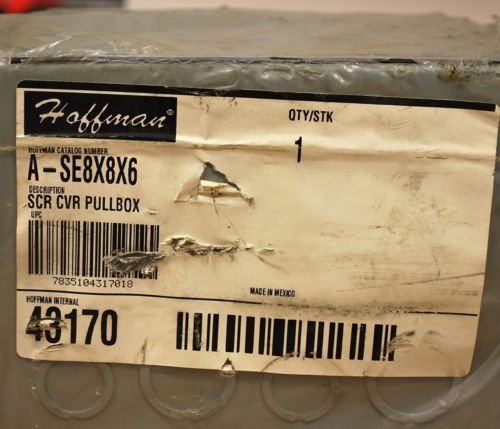 Hoffman®
QTY/STK
1
HOFFMAN CATALOG NUMBER
A-SE8X8X6
DESCRIPTION
SCR CVR PULLBOX
UPC
7835104317018
MADE IN MEXICO
HOFFMAN INTERNAL
43170